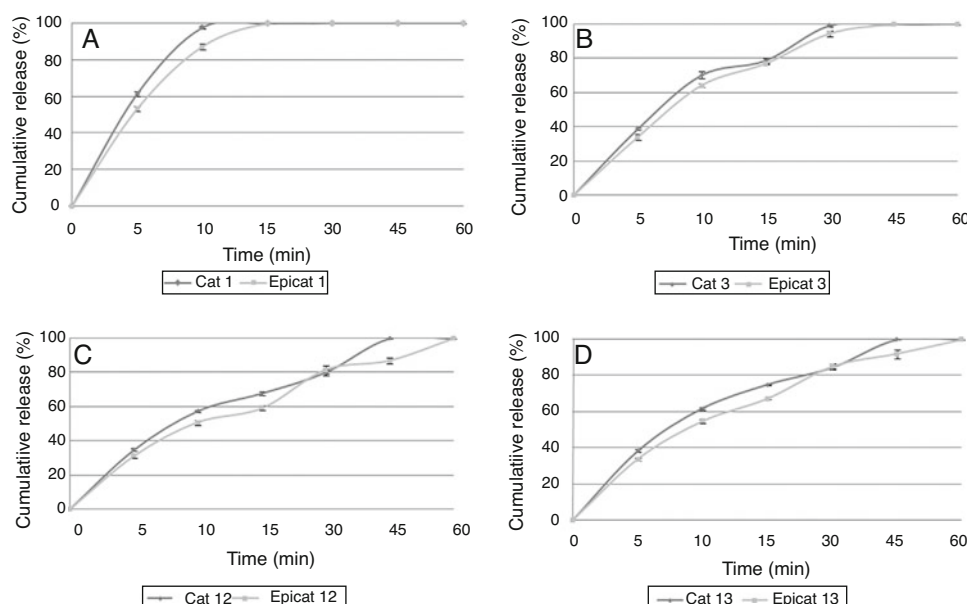 A
Cumulatiive release (%)
100
80
60
40
20
0
0 5 10 15 30 45 60
Time (min)
Cat 1 Epicat 1
B
Cumulatiive release (%)
100
80
60
40
20
0
0 5 10 15 30 45 60
Time (min)
Cat 3 Epicat 3
C
Cumulatiive release (%)
100
80
60
40
20
0
0 5 10 15 30 45 60
Time (min)
Cat 12 Epicat 12
D
Cumulatiive release (%)
100
80
60
40
20
0
0 5 10 15 30 45 60
Time (min)
Cat 13 Epicat 13